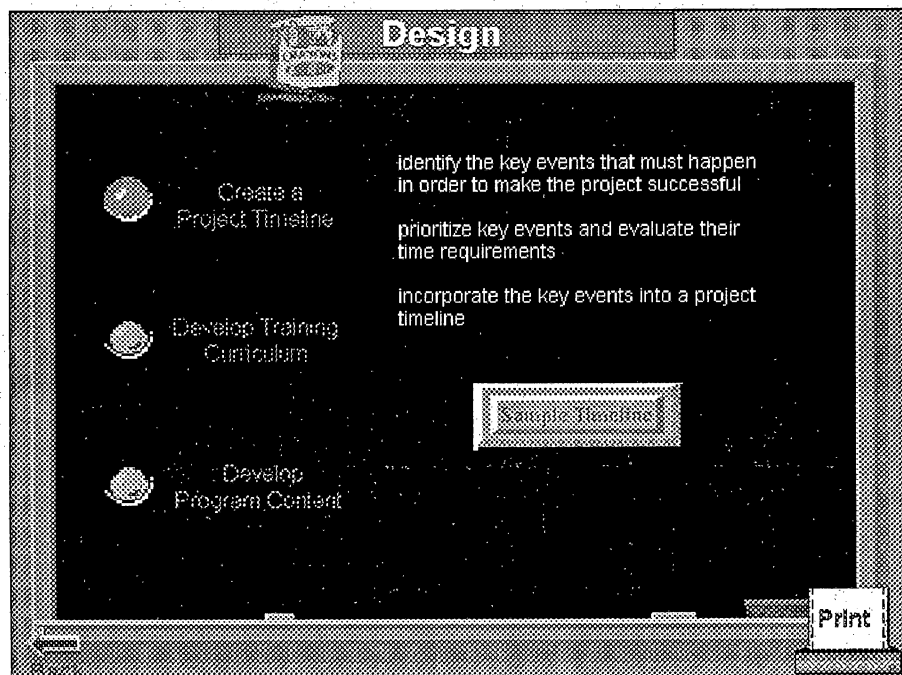 Design
Create a
Project Timeline
identify the key events that must happen
in order to make the project successful
prioritize key events and evaluate their
time requirements
incorporate the key events into a project
timeline
Develop Training
Curriculum
Sample Timeline
Develop
Program Content
Print